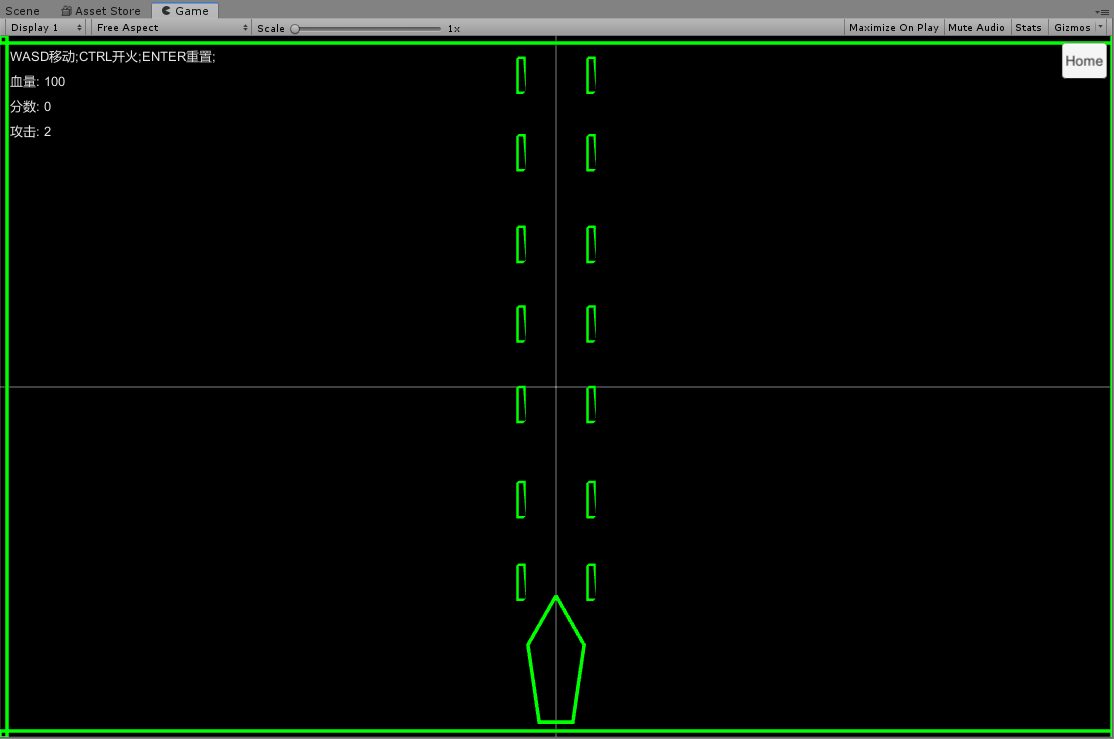 Scene Asset Store Game
Display 1 Free Aspect Scale 1x Maximize On Play Mute Audio Stats Gizmos
WASD移动;CTRL开火;ENTER重置;
Home
血量: 100
分数: 0
攻击: 2